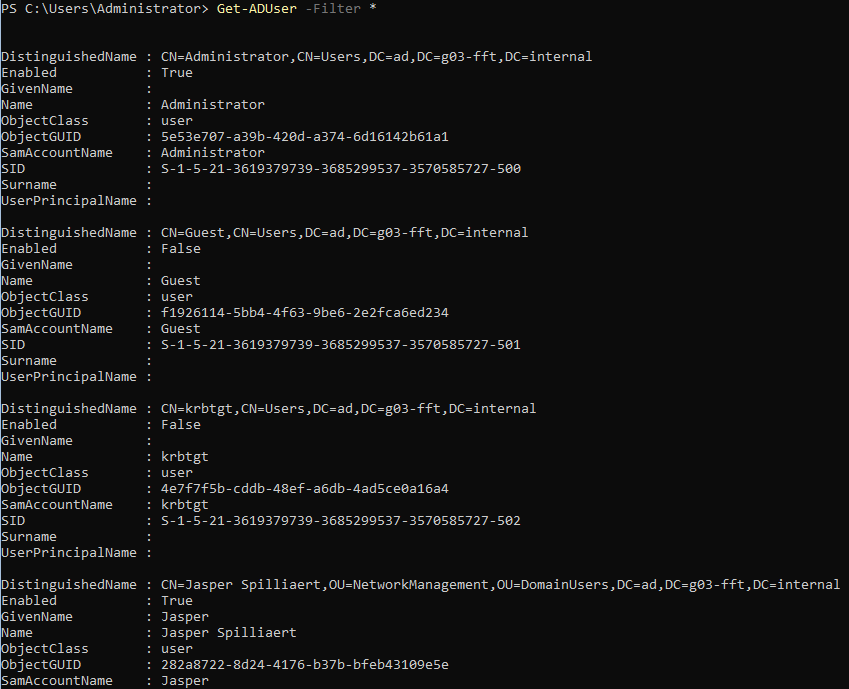 PS C:\Users\Administrator> Get-ADUser -Filter *
DistinguishedName : CN=Administrator,CN=Users,DC=ad,DC=g03-fft,DC=internal
Enabled           : True
GivenName         :
Name              : Administrator
ObjectClass       : user
ObjectGUID        : 5e53e707-a39b-420d-a374-6d16142b61a1
SamAccountName    : Administrator
SID               : S-1-5-21-3619379739-3685299537-3570585727-500
Surname           :
UserPrincipalName :
DistinguishedName : CN=Guest,CN=Users,DC=ad,DC=g03-fft,DC=internal
Enabled           : False
GivenName         :
Name              : Guest
ObjectClass       : user
ObjectGUID        : f1926114-5bb4-4f63-9be6-2e2fca6ed234
SamAccountName    : Guest
SID               : S-1-5-21-3619379739-3685299537-3570585727-501
Surname           :
UserPrincipalName :
DistinguishedName : CN=krbtgt,CN=Users,DC=ad,DC=g03-fft,DC=internal
Enabled           : False
GivenName         :
Name              : krbtgt
ObjectClass       : user
ObjectGUID        : 4e7f7f5b-cddb-48ef-a6db-4ad5ce0a16a4
SamAccountName    : krbtgt
SID               : S-1-5-21-3619379739-3685299537-3570585727-502
Surname           :
UserPrincipalName :
DistinguishedName : CN=Jasper Spilliaert,OU=NetworkManagement,OU=DomainUsers,DC=ad,DC=g03-fft,DC=internal
Enabled           : True
GivenName         : Jasper
Name              : Jasper Spilliaert
ObjectClass       : user
ObjectGUID        : 282a8722-8d24-4176-b37b-bfeb43109e5e
SamAccountName    : Jasper